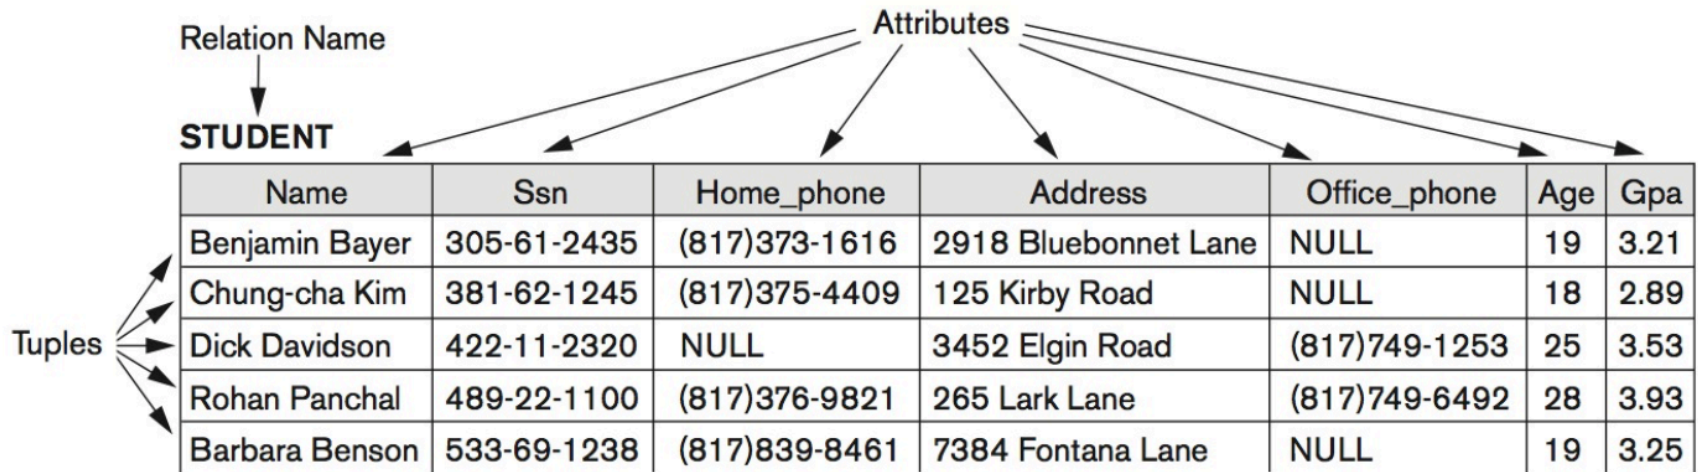 Attributes
Relation Name
STUDENT
Name Ssn Home_phone Address Office_phone Age Gpa
Benjamin Bayer 305-61-2435 (817)373-1616 2918 Bluebonnet Lane NULL 19 3.21
Chung-cha Kim 381-62-1245 (817)375-4409 125 Kirby Road NULL 18 2.89
Tuples Dick Davidson 422-11-2320 NULL 3452 Elgin Road (817)749-1253 25 3.53
Rohan Panchal 489-22-1100 (817)376-9821 265 Lark Lane (817)749-6492 28 3.93
Barbara Benson 533-69-1238 (817)839-8461 7384 Fontana Lane NULL 19 3.25